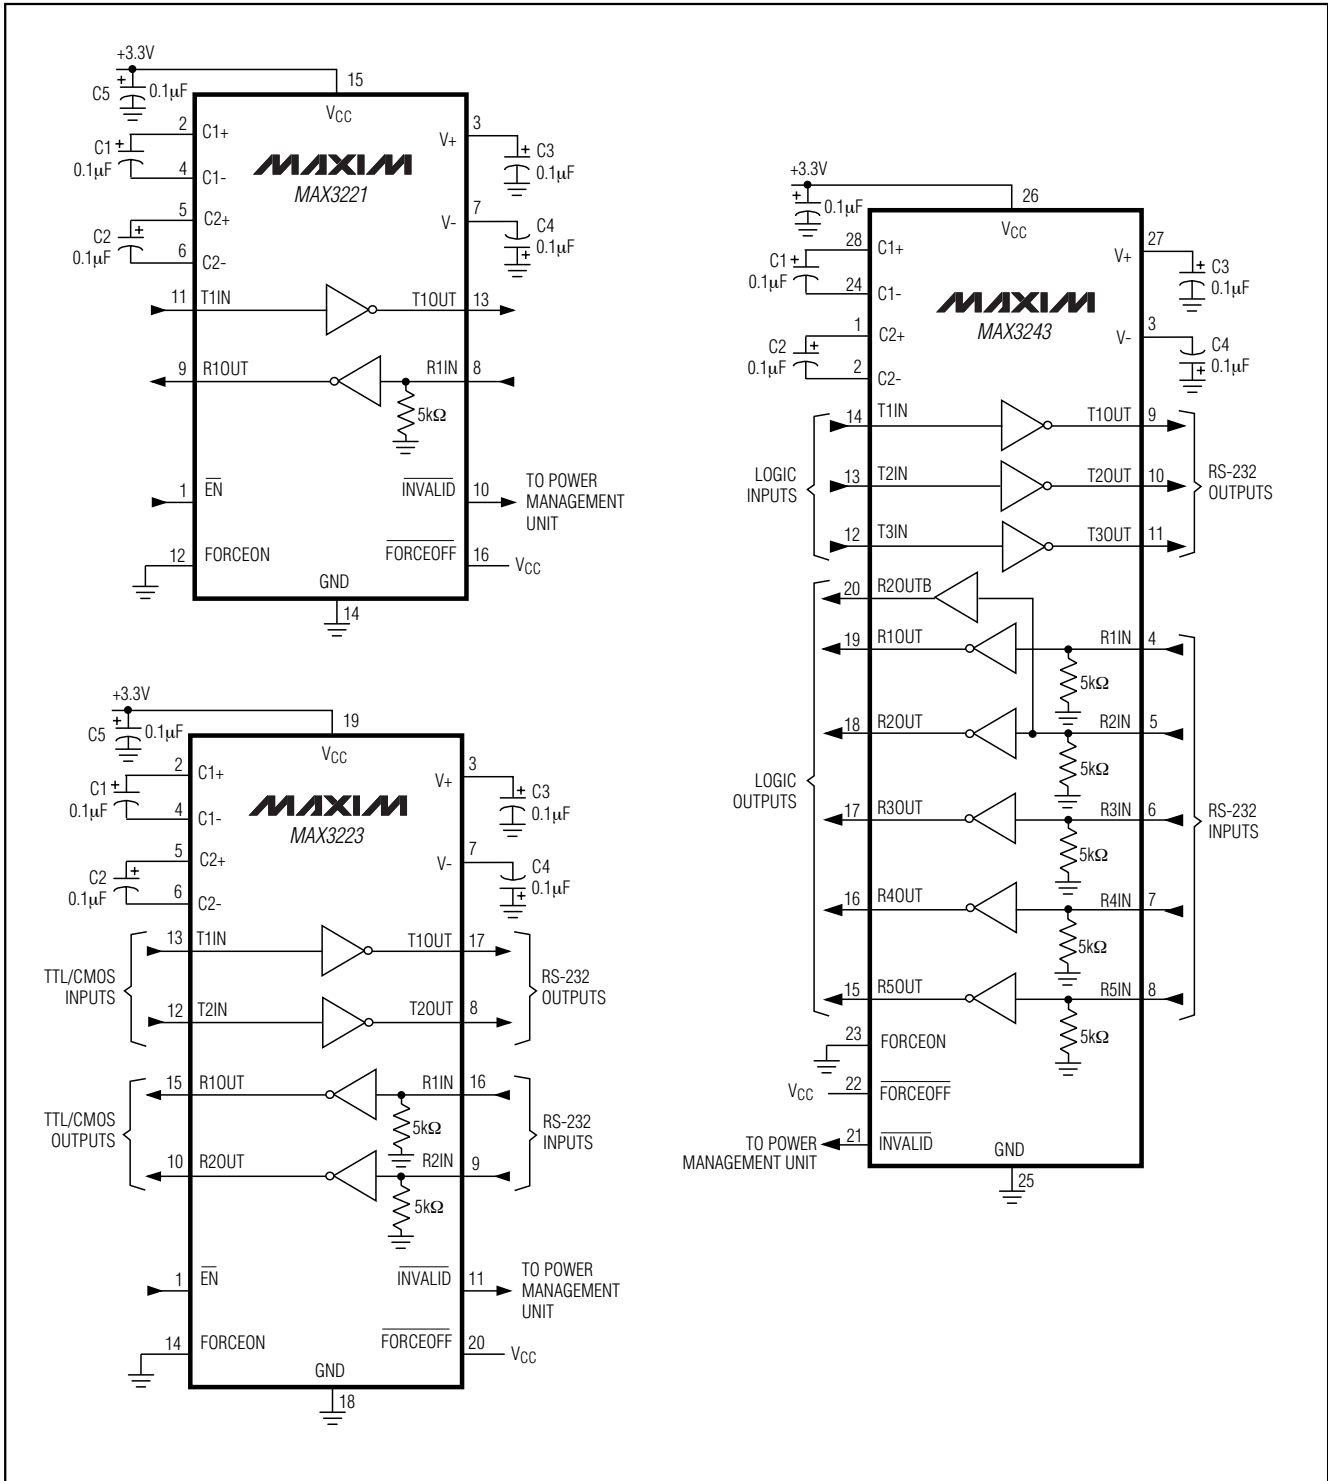 +3.3V
C5
+
0.1μF
15
VCC
2
C1+
C1
+
0.1μF
4
C1-
5
C2+
C2
+
0.1μF
6
C2-
V+
3
+
C3
0.1μF
V-
7
C4
0.1μF
+
MAXIM
MAX3221
11
T1IN
T1OUT
13
9
R1OUT
R1IN
8
5kΩ
1
EN
INVALID
10
TO POWER
MANAGEMENT
UNIT
12
FORCEON
FORCEOFF
16
VCC
GND
14
+3.3V
C5
+
0.1μF
19
VCC
2
C1+
C1
+
0.1μF
4
C1-
5
C2+
C2
+
0.1μF
6
C2-
V+
3
+
C3
0.1μF
V-
7
C4
0.1μF
+
MAXIM
MAX3223
TTL/CMOS
INPUTS
13
T1IN
T1OUT
17
12
T2IN
T2OUT
8
RS-232
OUTPUTS
TTL/CMOS
OUTPUTS
15
R1OUT
R1IN
16
5kΩ
10
R2OUT
R2IN
9
5kΩ
RS-232
INPUTS
1
EN
INVALID
11
TO POWER
MANAGEMENT
UNIT
14
FORCEON
FORCEOFF
20
VCC
GND
18
+3.3V
+
0.1μF
26
VCC
28
C1+
C1
+
0.1μF
24
C1-
1
C2+
C2
+
0.1μF
2
C2-
V+
27
+
C3
0.1μF
V-
3
C4
0.1μF
+
MAXIM
MAX3243
LOGIC
INPUTS
14
T1IN
T1OUT
9
13
T2IN
T2OUT
10
12
T3IN
T3OUT
11
RS-232
OUTPUTS
LOGIC
OUTPUTS
20
R2OUTB
19
R1OUT
R1IN
4
5kΩ
18
R2OUT
R2IN
5
5kΩ
17
R3OUT
R3IN
6
5kΩ
16
R4OUT
R4IN
7
5kΩ
15
R5OUT
R5IN
8
5kΩ
RS-232
INPUTS
23
FORCEON
VCC
22
FORCEOFF
TO POWER
MANAGEMENT UNIT
21
INVALID
GND
25